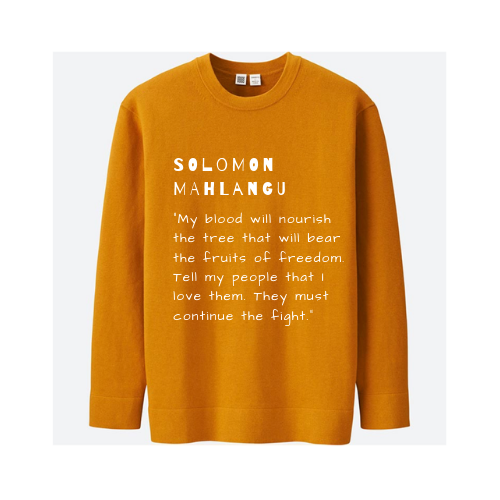 SOLOMON
MAHLANGU
"My blood will nourish
the tree that will bear
the fruits of freedom.
Tell my people that I
love them. They must
continue the fight."